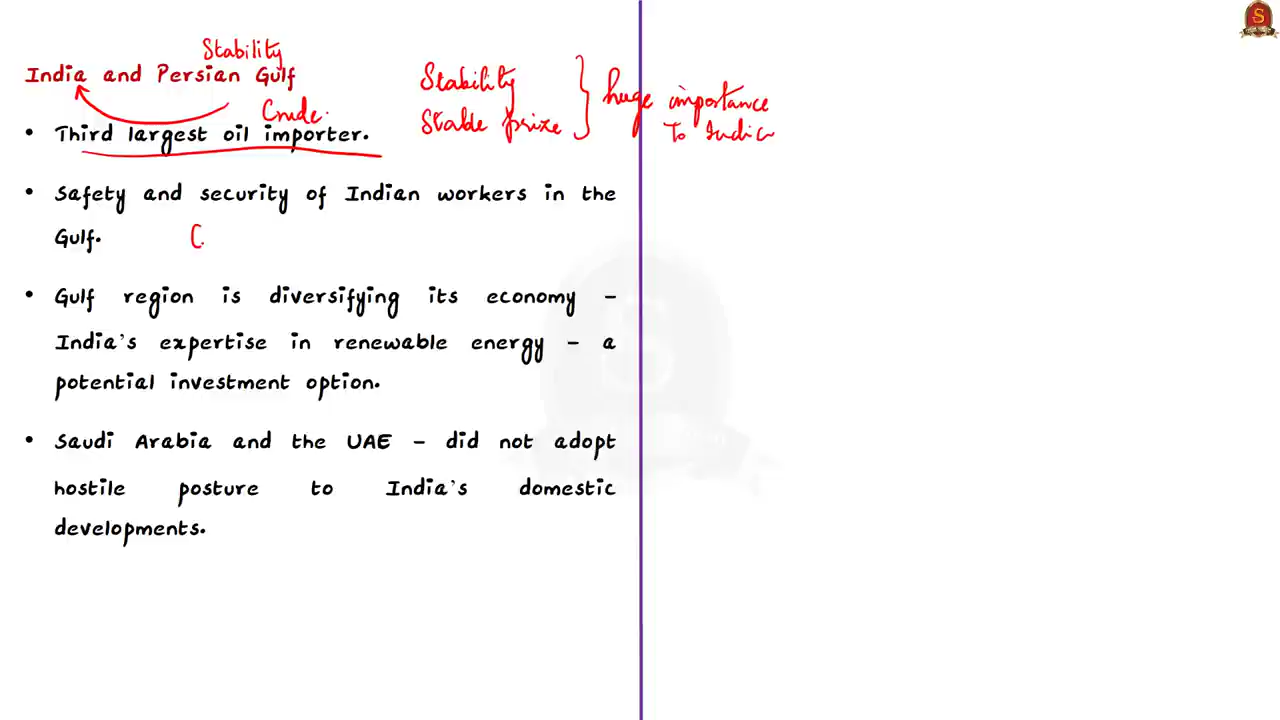 Stability
India and Persian Gulf
Crude.
Stability
Stable prize
huge importance
To India
• Third largest oil importer.
• Safety and security of Indian workers in the
Gulf.
• Gulf region is diversifying its economy –
India's expertise in renewable energy – a
potential investment option.
• Saudi Arabia and the UAE – did not adopt
hostile posture to India's domestic
developments.